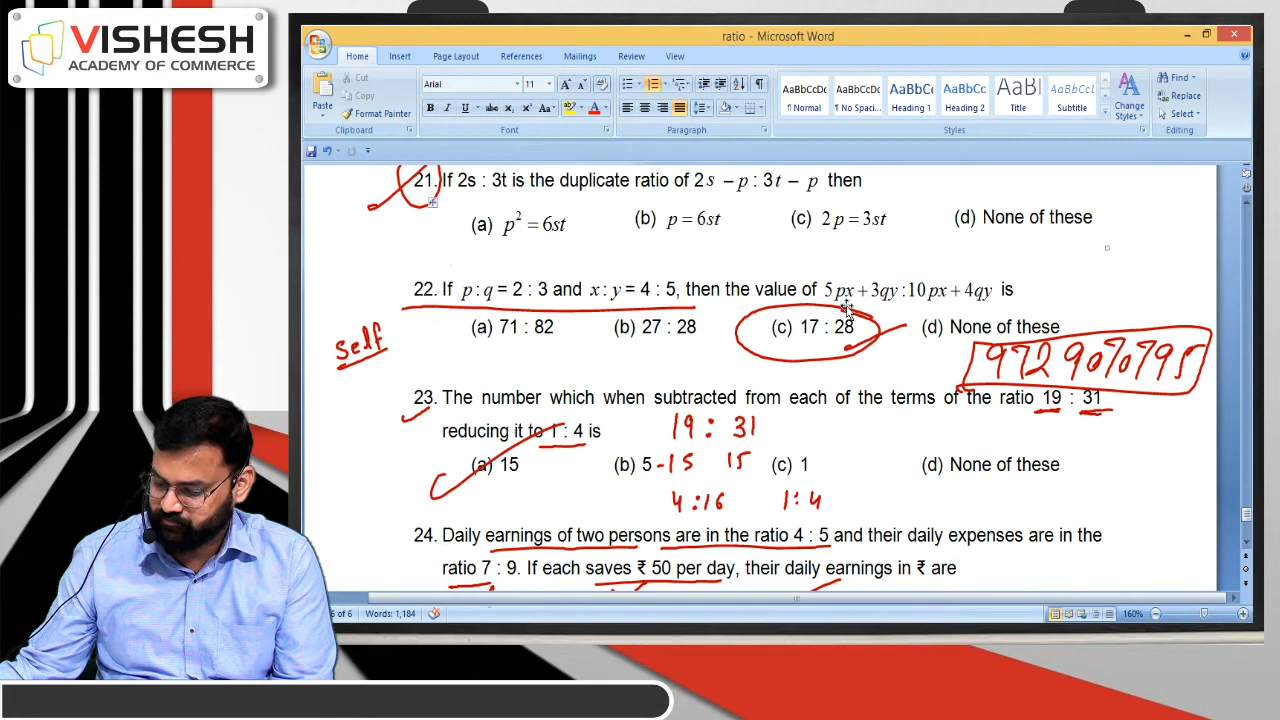 VISHESH
ACADEMY OF COMMERCE
ratio - Microsoft Word
Home Insert Page Layout References Mailings Review View
Paste
Cut
Copy
Format Painter
Clipboard
Arial 11
Font
Paragraph
AaBbCcDc AaBbCcDc AaBbCc AaBbCc AaBl AaBbCcl
¶ Normal ¶ No Spaci... Heading 1 Heading 2 Title Subtitle
Change Styles
Styles
Find
Replace
Select
Editing
21. If 2s : 3t is the duplicate ratio of 2s − p : 3t − p then
(a) p² = 6st (b) p = 6st (c) 2p = 3st (d) None of these
22. If p : q = 2 : 3 and x : y = 4 : 5, then the value of 5px + 3qy : 10px + 4qy is
(a) 71 : 82 (b) 27 : 28 (c) 17 : 28 (d) None of these
self
9729070795
23. The number which when subtracted from each of the terms of the ratio 19 : 31
reducing it to 1 : 4 is
19 : 31
(a) 15 (b) 5 (c) 1 (d) None of these
-15 15
4 : 16 1 : 4
24. Daily earnings of two persons are in the ratio 4 : 5 and their daily expenses are in the
ratio 7 : 9. If each saves ₹ 50 per day, their daily earnings in ₹ are
of 6 Words: 1,184 160%